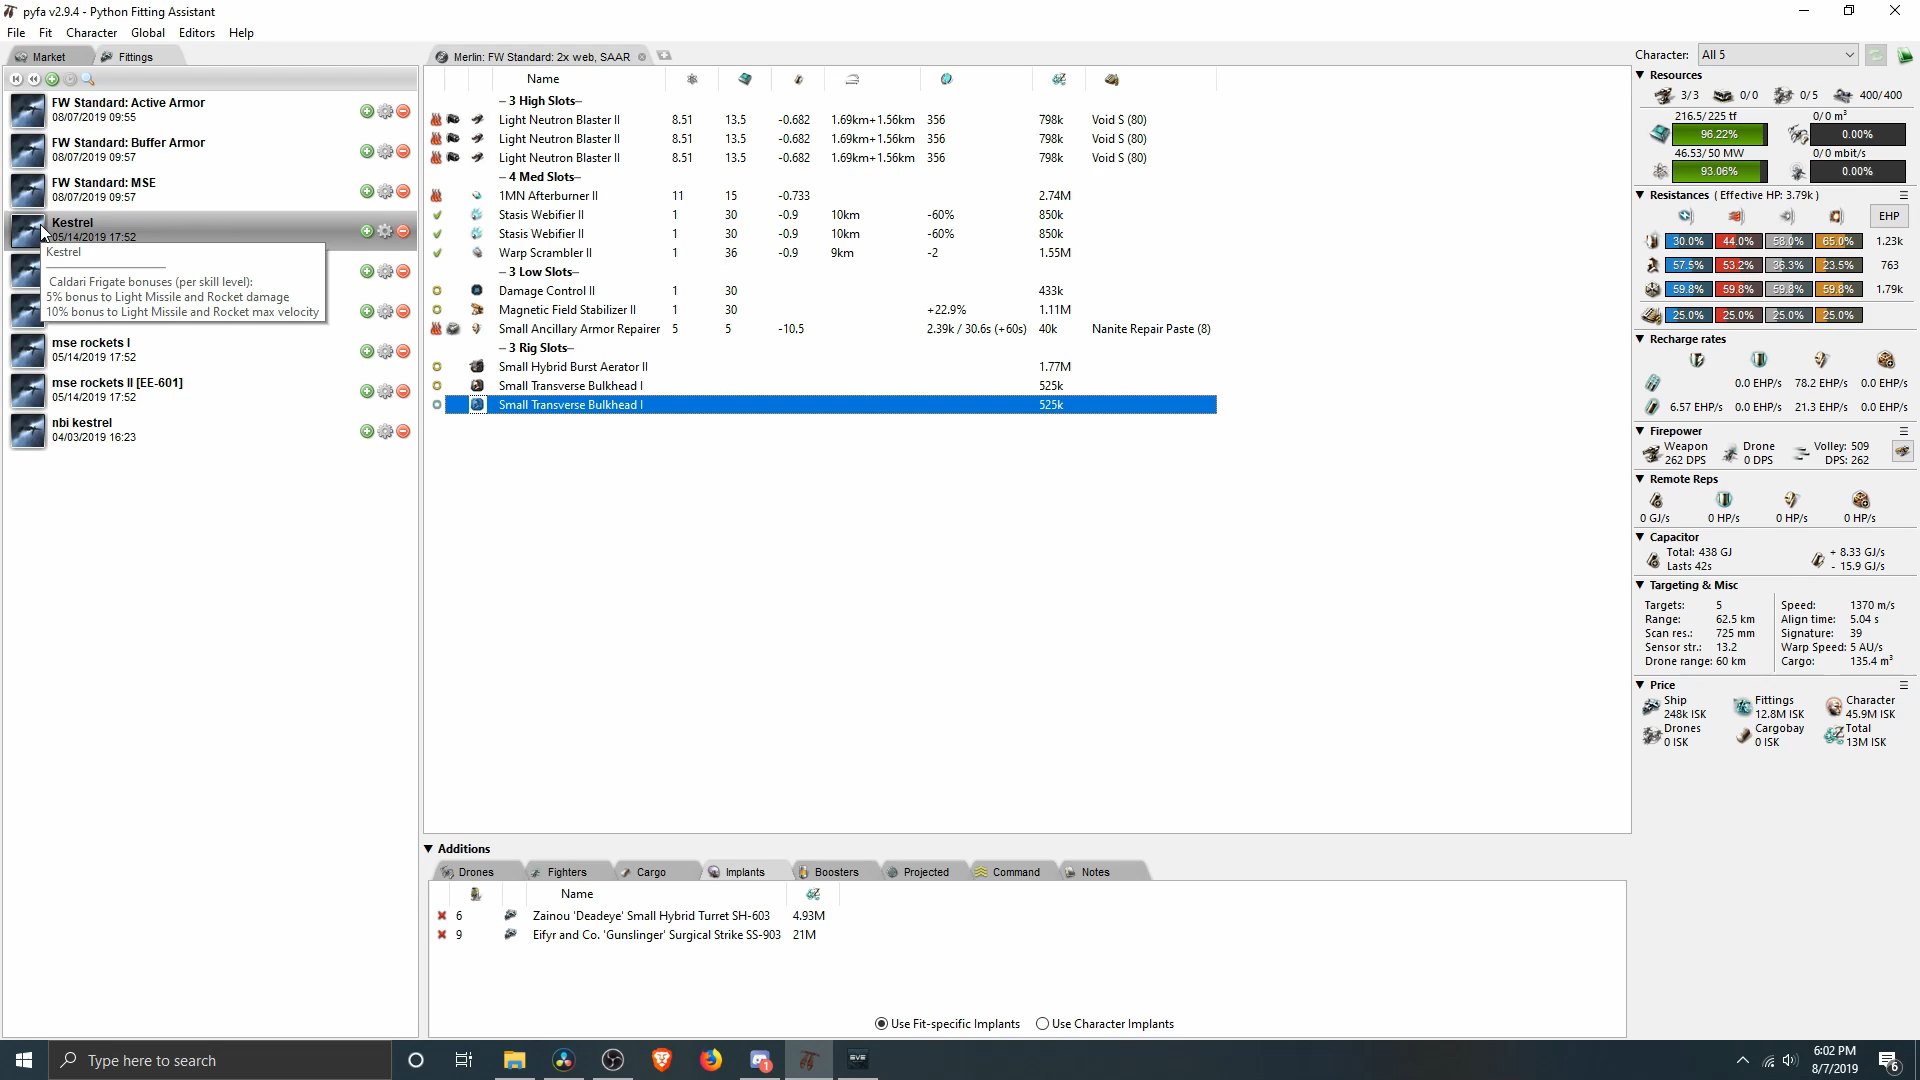 pyfa v2.9.4 - Python Fitting Assistant
File Edit Character Global Editors Help
Market Fittings
FW Standard: Active Armor
08/07/2019 09:55
FW Standard: Buffer Armor
08/07/2019 09:57
FW Standard: MSE
08/07/2019 09:57
Kestrel
05/14/2019 17:52
Kestrel
Caldari Frigate bonuses (per skill level):
5% bonus to Light Missile and Rocket damage
10% bonus to Light Missile and Rocket max velocity
mse rockets I
05/14/2019 17:52
mse rockets II [EE-601]
05/14/2019 17:52
nbi kestrel
04/03/2019 16:23
Merlin: FW Standard: 2x web, SAAR
Name
– 3 High Slots–
Light Neutron Blaster II 8.51 13.5 -0.682 1.69km+1.56km 356 798k Void S (80)
Light Neutron Blaster II 8.51 13.5 -0.682 1.69km+1.56km 356 798k Void S (80)
Light Neutron Blaster II 8.51 13.5 -0.682 1.69km+1.56km 356 798k Void S (80)
– 4 Med Slots–
1MN Afterburner II 11 15 -0.733 2.74M
Stasis Webifier II 1 30 -0.9 10km -60% 850k
Stasis Webifier II 1 30 -0.9 10km -60% 850k
Warp Scrambler II 1 36 -0.9 9km -2 1.55M
– 3 Low Slots–
Damage Control II 1 30 433k
Magnetic Field Stabilizer II 1 30 +22.9% 1.11M
Small Ancillary Armor Repairer 5 5 -10.5 2.39k / 30.6s (+60s) 40k Nanite Repair Paste (8)
– 3 Rig Slots–
Small Hybrid Burst Aerator II 1.77M
Small Transverse Bulkhead I 525k
Small Transverse Bulkhead I 525k
Additions
Drones Fighters Cargo Implants Boosters Projected Command Notes
Name
6 Zainou 'Deadeye' Small Hybrid Turret SH-603 4.93M
9 Eifyr and Co. 'Gunslinger' Surgical Strike SS-903 21M
Use Fit-specific Implants Use Character Implants
Character: All 5
Resources
3/3 0/0 0/5 400/400
216.5/225 tf 0/0 m³
96.22% 0.00%
46.53/50 MW 0/0 mbit/s
93.06% 0.00%
Resistances (Effective HP: 3.79k)
EHP
30.0% 44.0% 58.0% 65.0% 1.23k
57.5% 53.2% 36.3% 23.5% 763
59.8% 59.8% 59.8% 59.8% 1.79k
25.0% 25.0% 25.0% 25.0%
Recharge rates
0.0 EHP/s 78.2 EHP/s 0.0 EHP/s
6.57 EHP/s 0.0 EHP/s 21.3 EHP/s 0.0 EHP/s
Firepower
Weapon Drone Volley: 509
262 DPS 0 DPS DPS: 262
Remote Reps
0 GJ/s 0 HP/s 0 HP/s 0 HP/s
Capacitor
Total: 438 GJ + 8.33 GJ/s
Lasts 42s - 15.9 GJ/s
Targeting & Misc
Targets: 5 Speed: 1370 m/s
Range: 62.5 km Align time: 5.04 s
Scan res.: 725 mm Signature: 39
Sensor str.: 13.2 Warp Speed: 5 AU/s
Drone range: 60 km Cargo: 135.4 m³
Price
Ship Fittings Character
248k ISK 12.8M ISK 45.9M ISK
Drones Cargobay Total
0 ISK 0 ISK 13M ISK
Type here to search
EVE
1
6:02 PM
8/7/2019
6